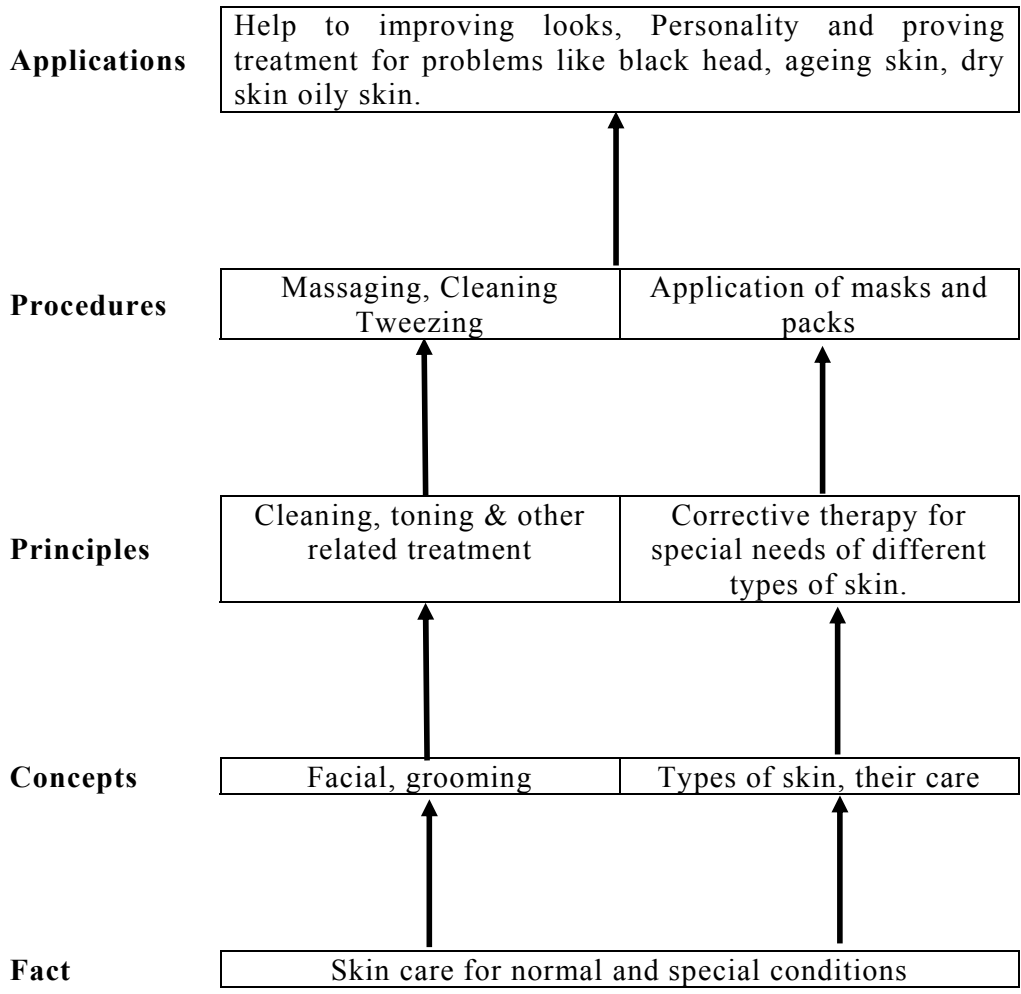 Applications
Help to improving looks, Personality and proving
treatment for problems like black head, ageing skin, dry
skin oily skin.
Procedures
Massaging, Cleaning
Tweezing
Application of masks and
packs
Principles
Cleaning, toning & other
related treatment
Corrective therapy for
special needs of different
types of skin.
Concepts
Facial, grooming
Types of skin, their care
Fact
Skin care for normal and special conditions